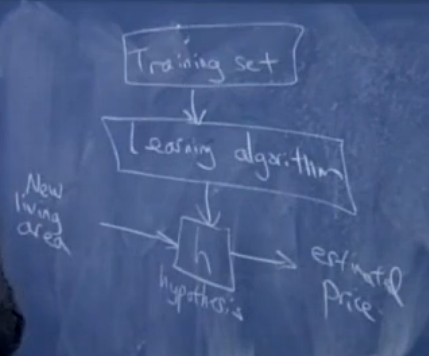 Training set
Learning algorithm
New
living
area
h
hypothesis
estimated
price